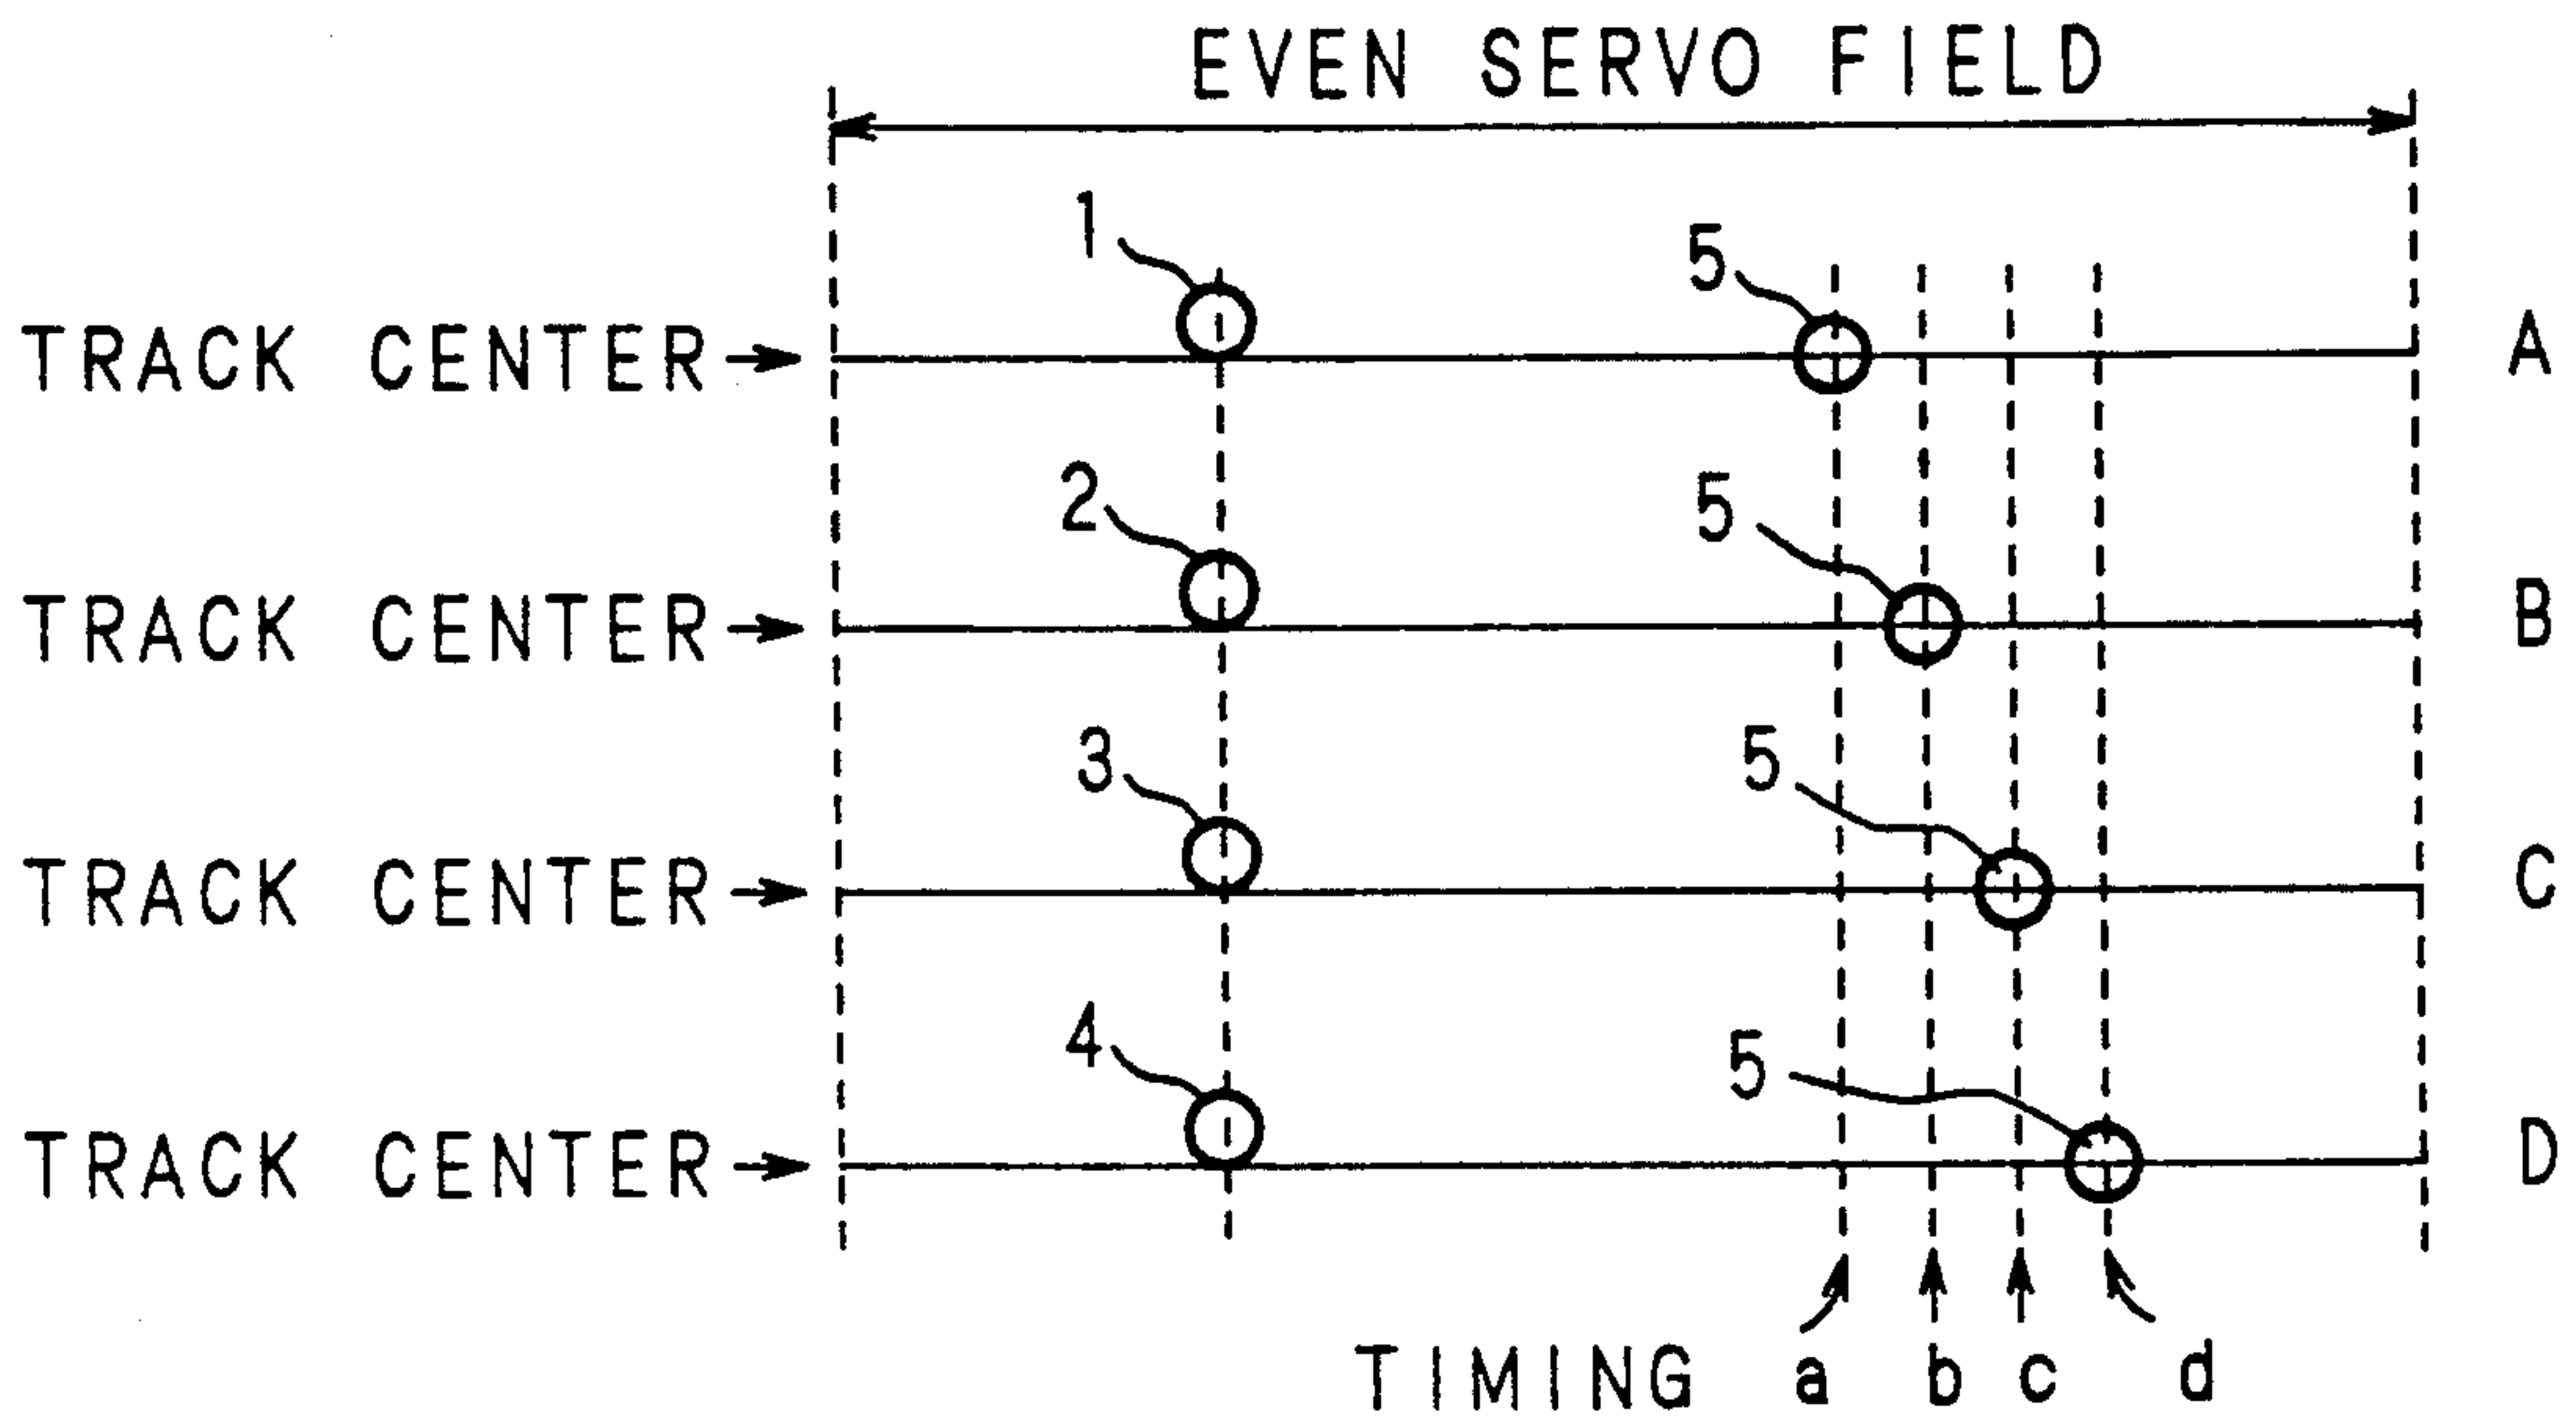 EVEN SERVO FIELD
1
5
TRACK CENTER
A
2
5
TRACK CENTER
B
3
5
TRACK CENTER
C
4
5
TRACK CENTER
D
TIMING a b c d